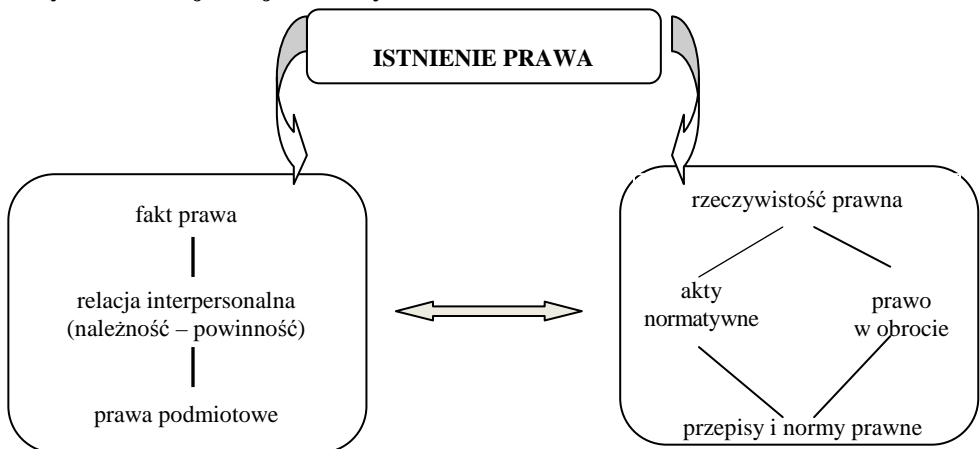 ISTNIENIE PRAWA
fakt prawa
relacja interpersonalna
(należność – powinność)
prawa podmiotowe
rzeczywistość prawna
akty
normatywne
prawo
w obrocie
przepisy i normy prawne